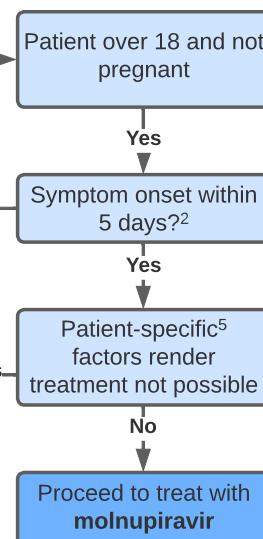 Patient over 18 and not
pregnant
Yes
Symptom onset within
5 days?²
Yes
Patient-specific⁵
factors render
treatment not possible
No
Proceed to treat with
molnupiravir